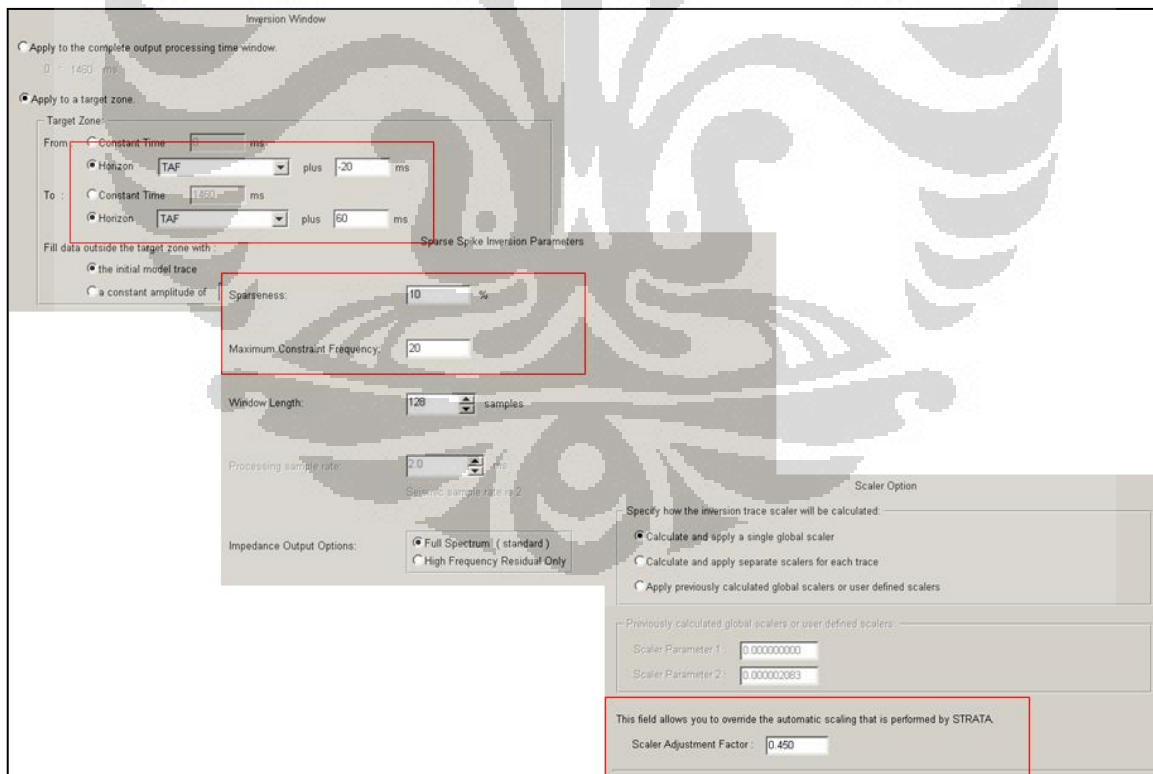 Inversion Window
Apply to the complete output processing time window.
0 - 1460 ms
Apply to a target zone.
Target Zone:
From : Constant Time 0 ms
Horizon TAF plus -20 ms
To : Constant Time 1460 ms
Horizon TAF plus 60 ms
Fill data outside the target zone with :
the initial model trace
a constant amplitude of
Sparse Spike Inversion Parameters
Sparseness: 10 %
Maximum Constraint Frequency: 20
Window Length: 128 samples
Processing sample rate: 2.0 ms
Seismic sample rate is 2
Impedance Output Options: Full Spectrum ( standard )
High Frequency Residual Only
Scaler Option
Specify how the inversion trace scaler will be calculated:
Calculate and apply a single global scaler
Calculate and apply separate scalers for each trace
Apply previously calculated global scalers or user defined scalers
Previously calculated global scalers or user defined scalers:
Scaler Parameter 1 : 0.000000000
Scaler Parameter 2 : 0.000002083
This field allows you to override the automatic scaling that is performed by STRATA.
Scaler Adjustment Factor : 0.450